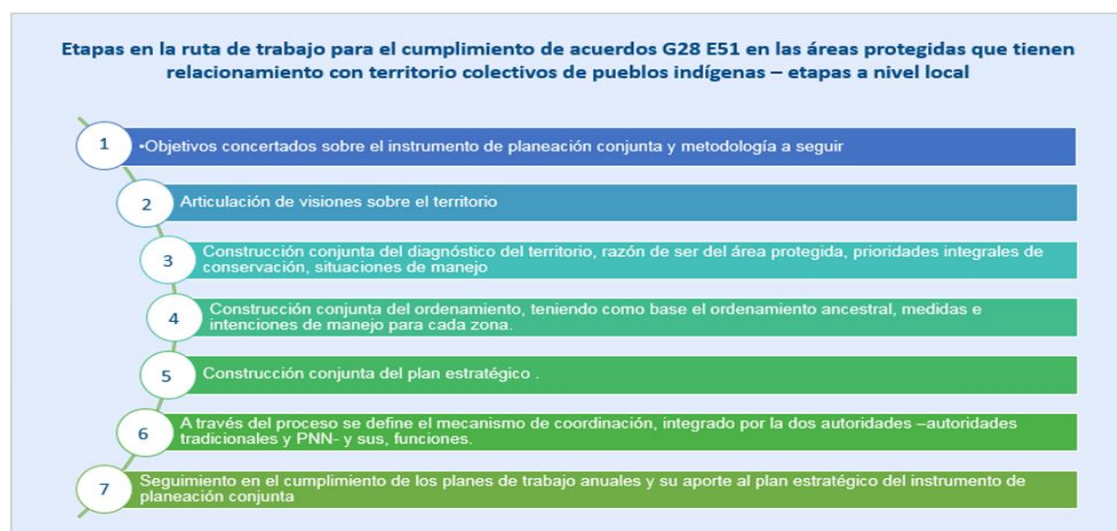 Etapas en la ruta de trabajo para el cumplimiento de acuerdos G28 E51 en las áreas protegidas que tienen
relacionamiento con territorio colectivos de pueblos indígenas – etapas a nivel local
1
•Objetivos concertados sobre el instrumento de planeación conjunta y metodología a seguir
2
Articulación de visiones sobre el territorio
3
Construcción conjunta del diagnóstico del territorio, razón de ser del área protegida, prioridades integrales de
conservación, situaciones de manejo
4
Construcción conjunta del ordenamiento, teniendo como base el ordenamiento ancestral, medidas e
intenciones de manejo para cada zona.
5
Construcción conjunta del plan estratégico .
6
A través del proceso se define el mecanismo de coordinación, integrado por la dos autoridades –autoridades
tradicionales y PNN- y sus, funciones.
7
Seguimiento en el cumplimiento de los planes de trabajo anuales y su aporte al plan estratégico del instrumento de
planeación conjunta